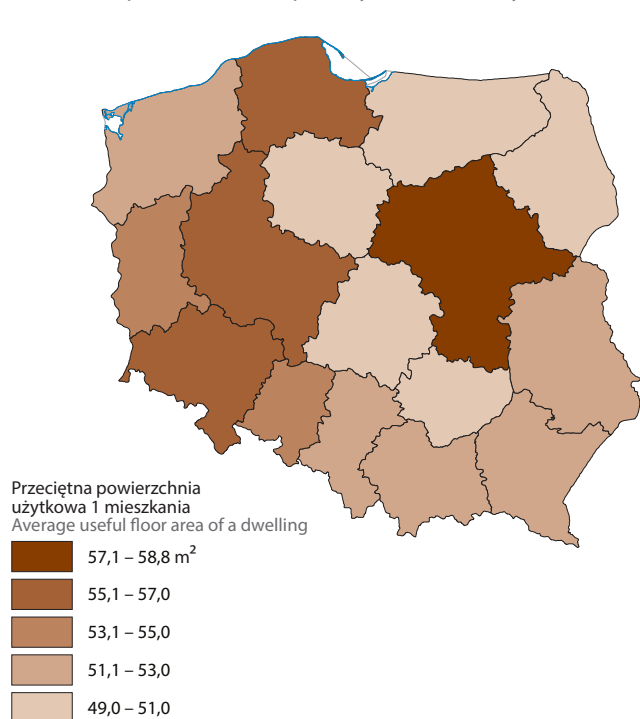 Przeciętna powierzchnia
użytkowa 1 mieszkania
Average useful floor area of a dwelling
57,1 – 58,8 m²
55,1 – 57,0
53,1 – 55,0
51,1 – 53,0
49,0 – 51,0